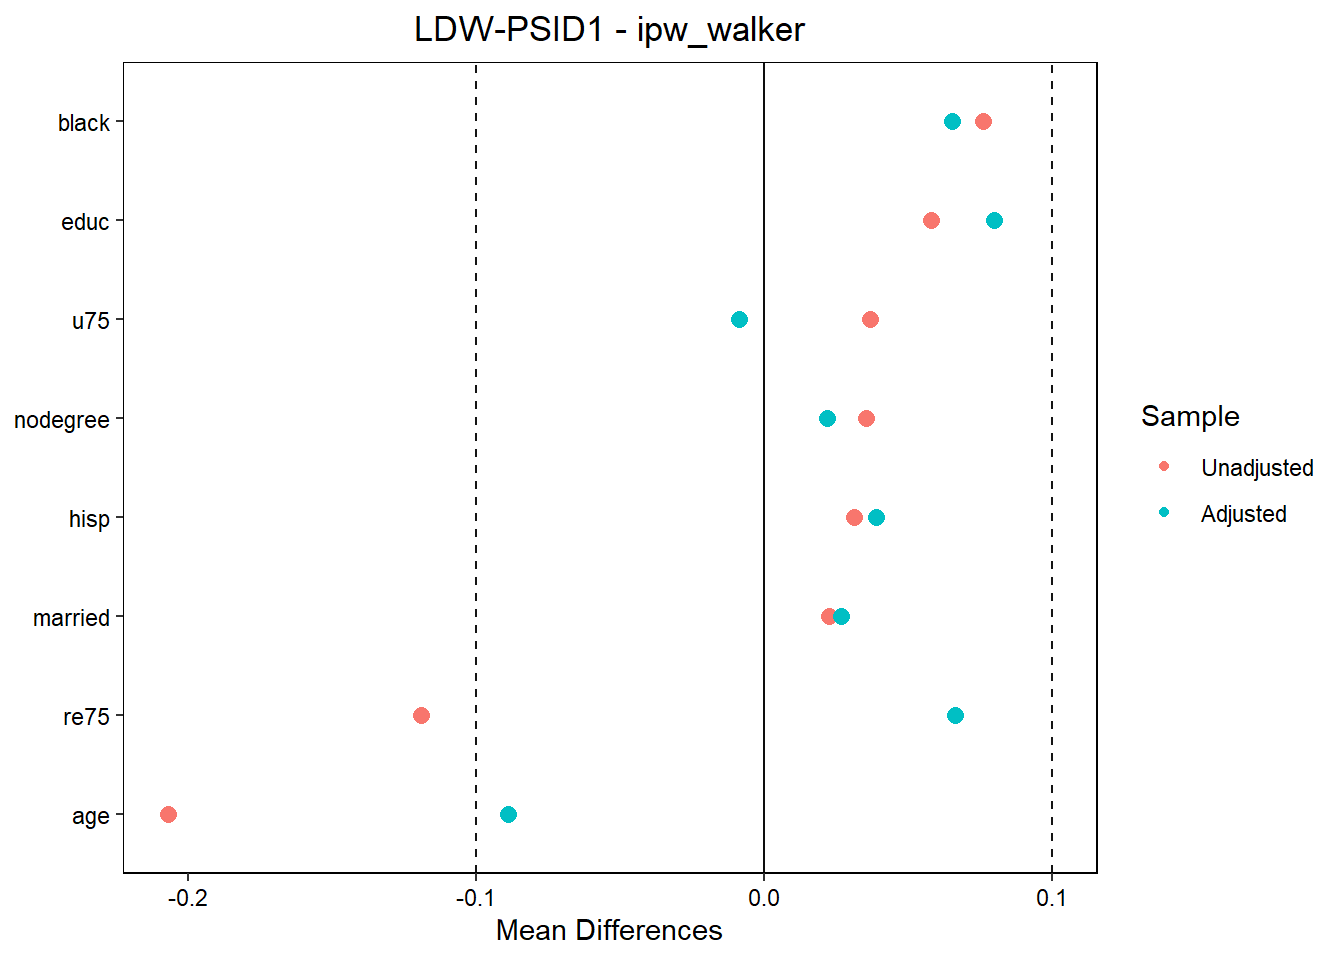 LDW-PSID1 - ipw_walker
black
educ
u75
nodegree
hisp
married
re75
age
-0.2
-0.1
0.0
0.1
Mean Differences
Sample
Unadjusted
Adjusted